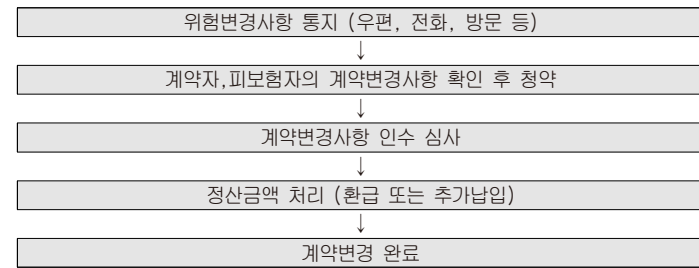 위험변경사항 통지 (우편, 전화, 방문 등)
↓
계약자,피보험자의 계약변경사항 확인 후 청약
↓
계약변경사항 인수 심사
↓
정산금액 처리 (환급 또는 추가납입)
↓
계약변경 완료